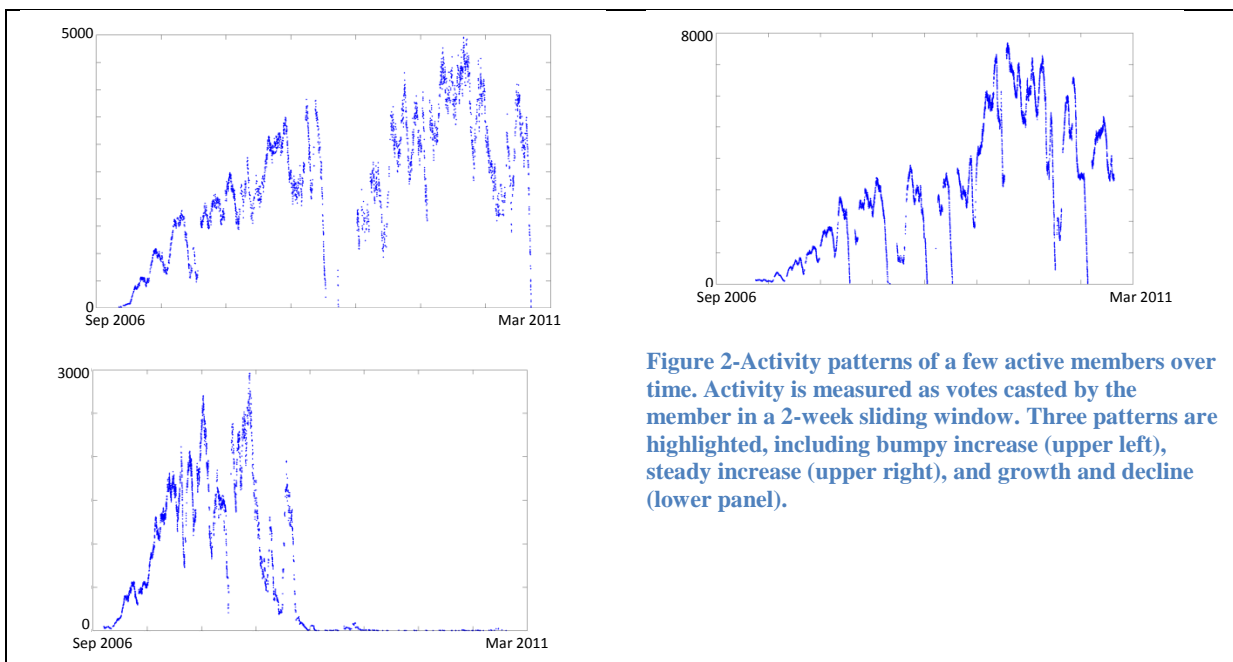 5000
0
Sep 2006
Mar 2011
8000
0
Sep 2006
Mar 2011
3000
0
Sep 2006
Mar 2011
Figure 2-Activity patterns of a few active members over
time. Activity is measured as votes casted by the
member in a 2-week sliding window. Three patterns are
highlighted, including bumpy increase (upper left),
steady increase (upper right), and growth and decline
(lower panel).